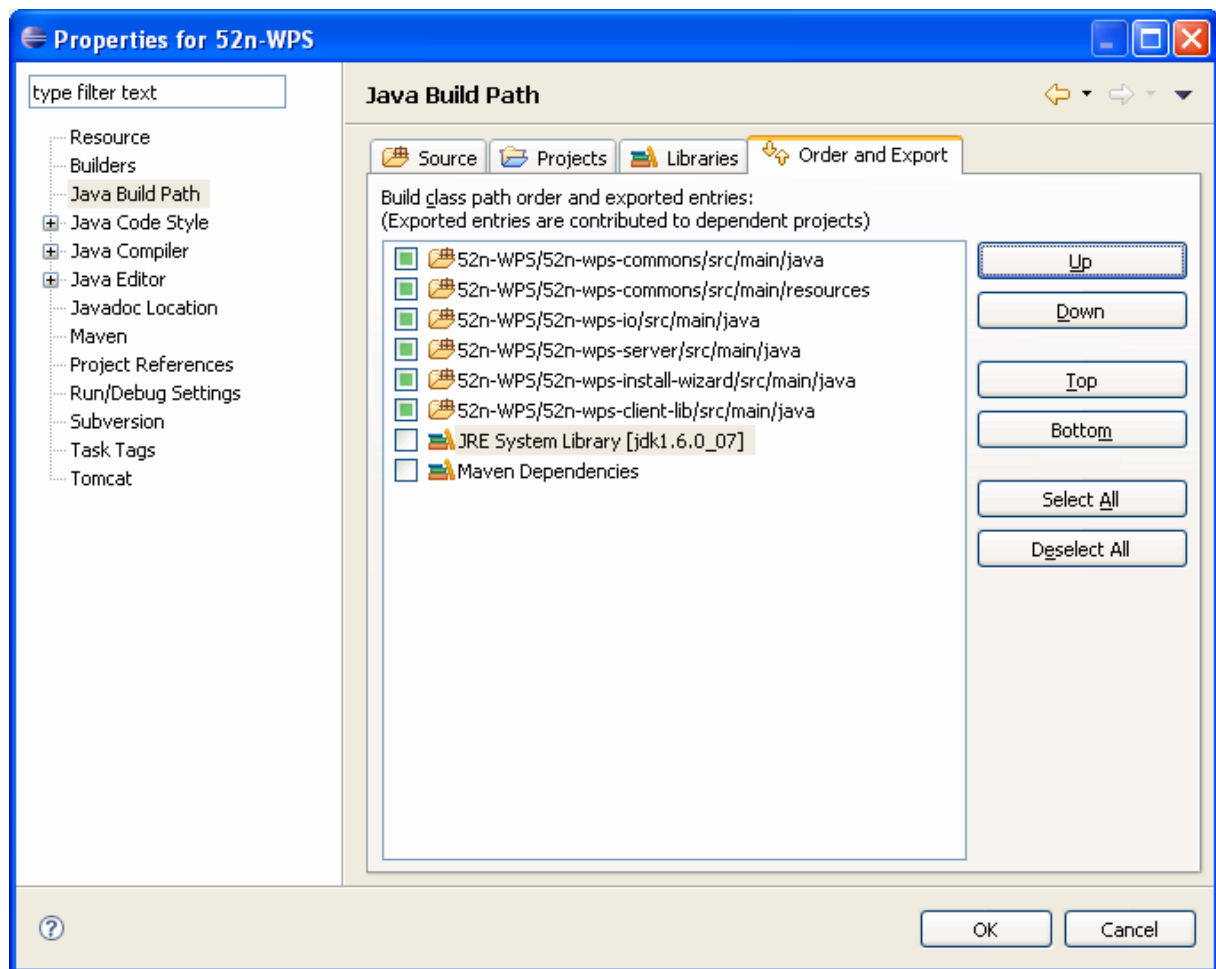 Properties for 52n-WPS
type filter text
Resource
Builders
Java Build Path
Java Code Style
Java Compiler
Java Editor
Javadoc Location
Maven
Project References
Run/Debug Settings
Subversion
Task Tags
Tomcat
Java Build Path
Source Projects Libraries Order and Export
Build class path order and exported entries:
(Exported entries are contributed to dependent projects)
52n-WPS/52n-wps-commons/src/main/java
52n-WPS/52n-wps-commons/src/main/resources
52n-WPS/52n-wps-io/src/main/java
52n-WPS/52n-wps-server/src/main/java
52n-WPS/52n-wps-install-wizard/src/main/java
52n-WPS/52n-wps-client-lib/src/main/java
JRE System Library [jdk1.6.0_07]
Maven Dependencies
Up
Down
Top
Bottom
Select All
Deselect All
OK Cancel